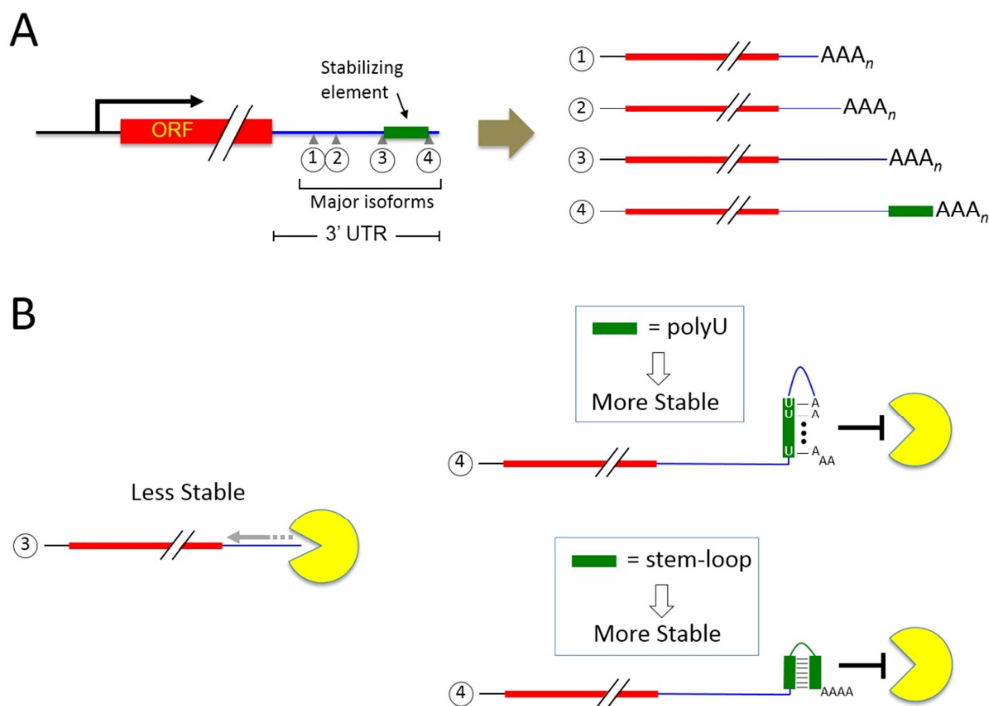 A
Stabilizing
element
ORF
1 2 3 4
Major isoforms
3' UTR
1 AAAn
2 AAAn
3 AAAn
4 AAAn
B
= polyU
More Stable
U A
U A
U A
AA
4
Less Stable
3
= stem-loop
More Stable
4 AAAA